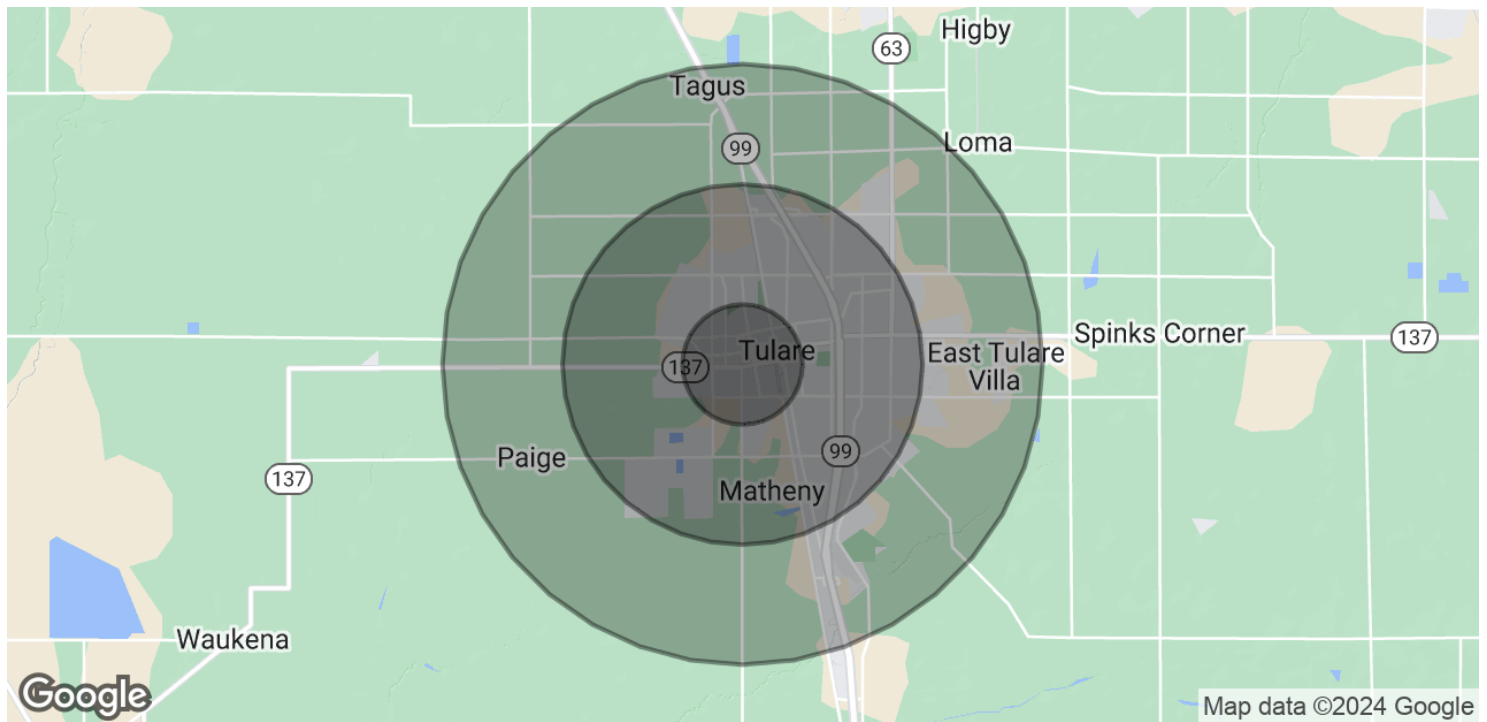 Higby
63
Tagus
99
Loma
Spinks Corner
137
Tulare
East Tulare
Villa
137
99
Paige
137
Matheny
Waukena
Google
Map data ©2024 Google